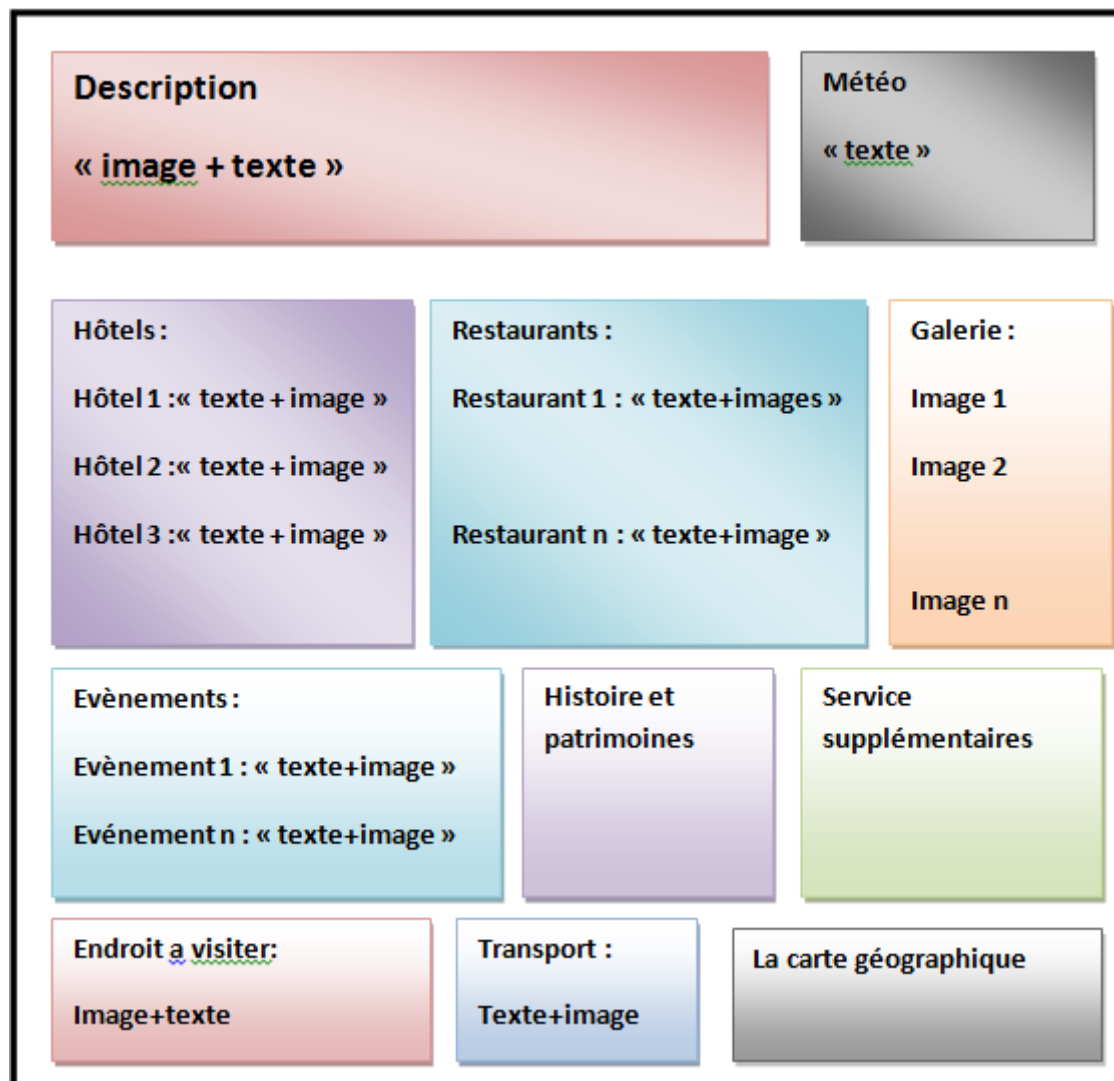 Description
« image + texte »
Météo
« texte »
Hôtels :
Hôtel 1 :« texte + image »
Hôtel 2 :« texte + image »
Hôtel 3 :« texte + image »
Restaurants :
Restaurant 1 : « texte+images »
Restaurant n : « texte+image »
Galerie :
Image 1
Image 2
Image n
Evènements :
Evènement 1 : « texte+image »
Evénement n : « texte+image »
Histoire et
patrimoines
Service
supplémentaires
Endroit a visiter:
Image+texte
Transport :
Texte+image
La carte géographique